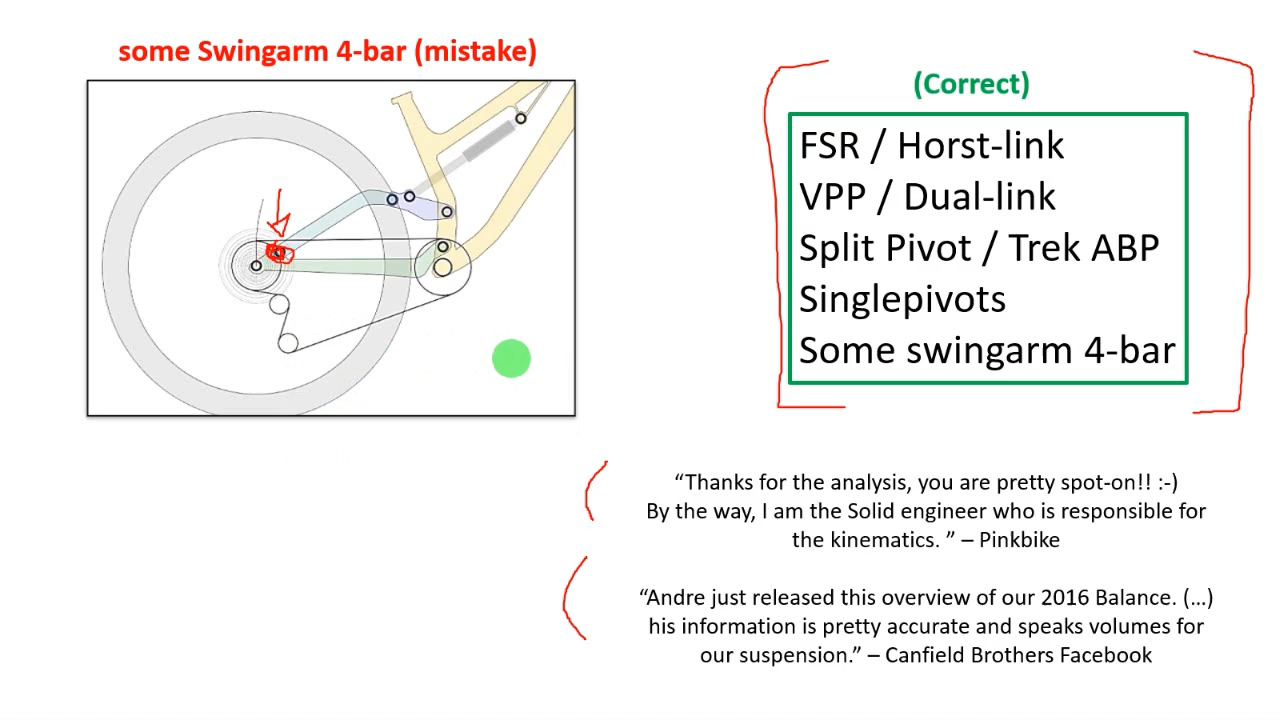 some Swingarm 4-bar (mistake)
(Correct)
FSR / Horst-link
VPP / Dual-link
Split Pivot / Trek ABP
Singlepivots
Some swingarm 4-bar
“Thanks for the analysis, you are pretty spot-on!! :-)
By the way, I am the Solid engineer who is responsible for
the kinematics. ” – Pinkbike
“Andre just released this overview of our 2016 Balance. (…)
his information is pretty accurate and speaks volumes for
our suspension.” – Canfield Brothers Facebook